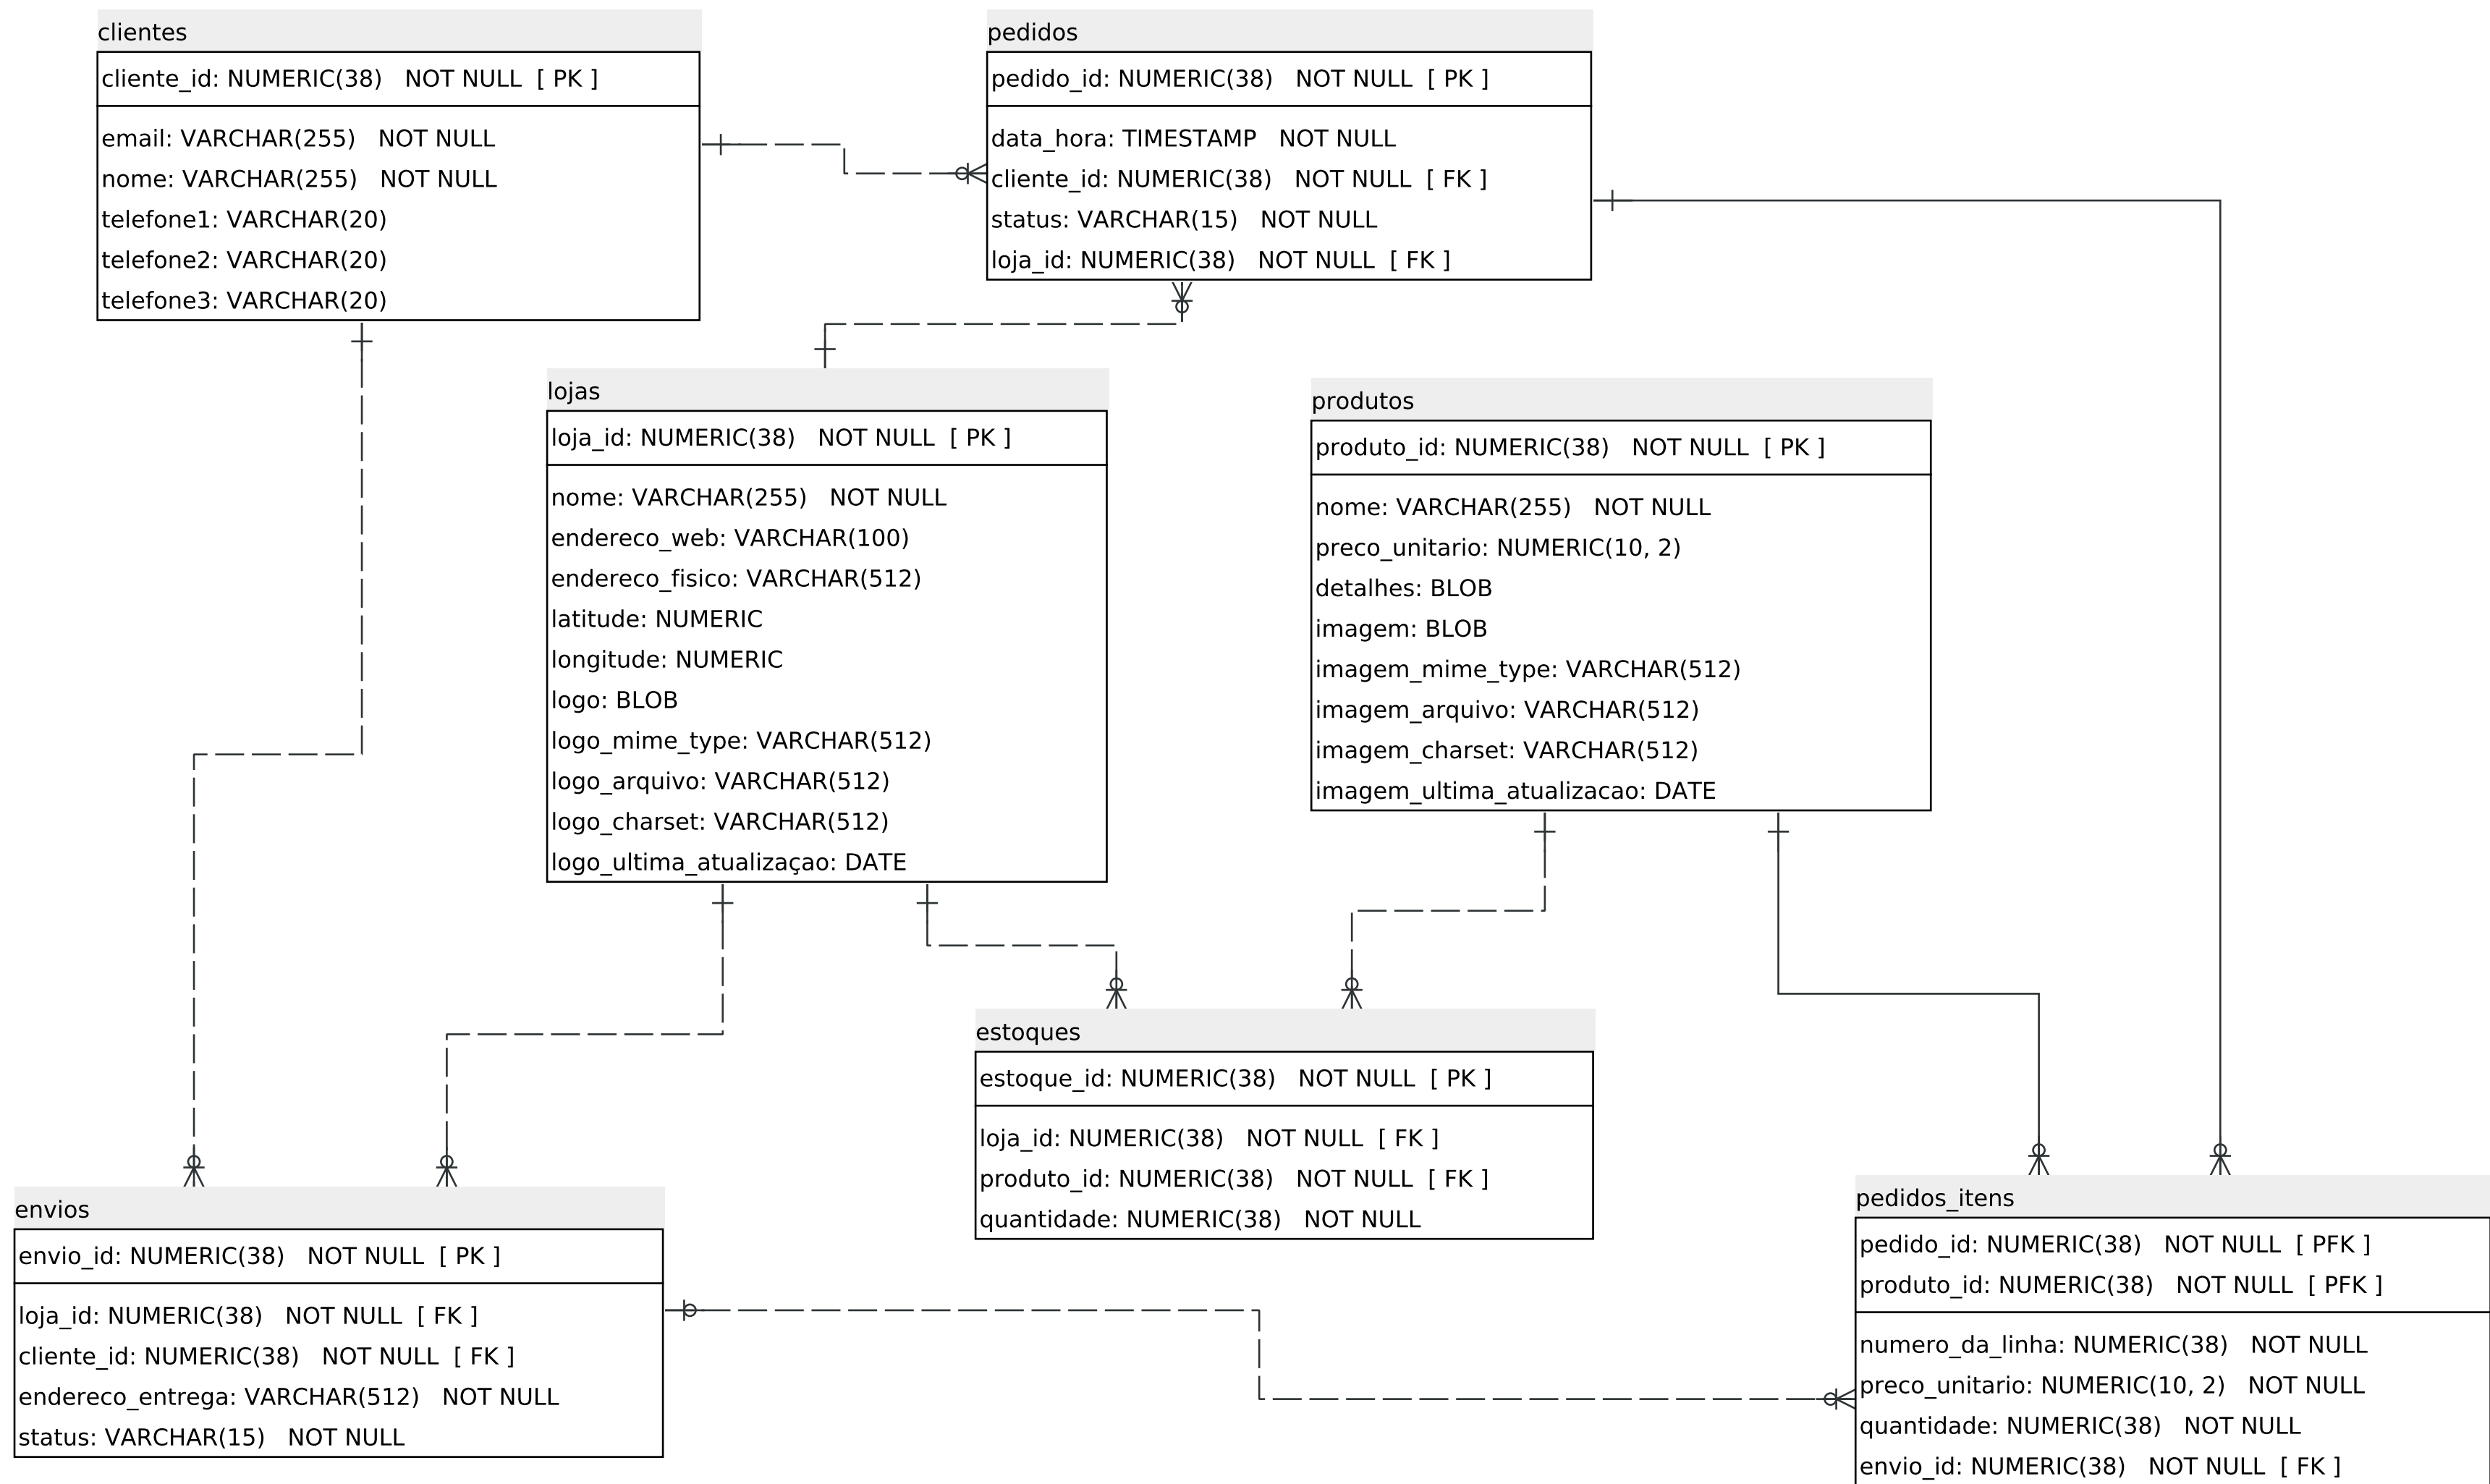 clientes
cliente_id: NUMERIC(38) NOT NULL [ PK ]
email: VARCHAR(255) NOT NULL
nome: VARCHAR(255) NOT NULL
telefone1: VARCHAR(20)
telefone2: VARCHAR(20)
telefone3: VARCHAR(20)
pedidos
pedido_id: NUMERIC(38) NOT NULL [ PK ]
data_hora: TIMESTAMP NOT NULL
cliente_id: NUMERIC(38) NOT NULL [ FK ]
status: VARCHAR(15) NOT NULL
loja_id: NUMERIC(38) NOT NULL [ FK ]
lojas
loja_id: NUMERIC(38) NOT NULL [ PK ]
nome: VARCHAR(255) NOT NULL
endereco_web: VARCHAR(100)
endereco_fisico: VARCHAR(512)
latitude: NUMERIC
longitude: NUMERIC
logo: BLOB
logo_mime_type: VARCHAR(512)
logo_arquivo: VARCHAR(512)
logo_charset: VARCHAR(512)
logo_ultima_atualizaçao: DATE
produtos
produto_id: NUMERIC(38) NOT NULL [ PK ]
nome: VARCHAR(255) NOT NULL
preco_unitario: NUMERIC(10, 2)
detalhes: BLOB
imagem: BLOB
imagem_mime_type: VARCHAR(512)
imagem_arquivo: VARCHAR(512)
imagem_charset: VARCHAR(512)
imagem_ultima_atualizacao: DATE
estoques
estoque_id: NUMERIC(38) NOT NULL [ PK ]
loja_id: NUMERIC(38) NOT NULL [ FK ]
produto_id: NUMERIC(38) NOT NULL [ FK ]
quantidade: NUMERIC(38) NOT NULL
envios
envio_id: NUMERIC(38) NOT NULL [ PK ]
loja_id: NUMERIC(38) NOT NULL [ FK ]
cliente_id: NUMERIC(38) NOT NULL [ FK ]
endereco_entrega: VARCHAR(512) NOT NULL
status: VARCHAR(15) NOT NULL
pedidos_itens
pedido_id: NUMERIC(38) NOT NULL [ PFK ]
produto_id: NUMERIC(38) NOT NULL [ PFK ]
numero_da_linha: NUMERIC(38) NOT NULL
preco_unitario: NUMERIC(10, 2) NOT NULL
quantidade: NUMERIC(38) NOT NULL
envio_id: NUMERIC(38) NOT NULL [ FK ]